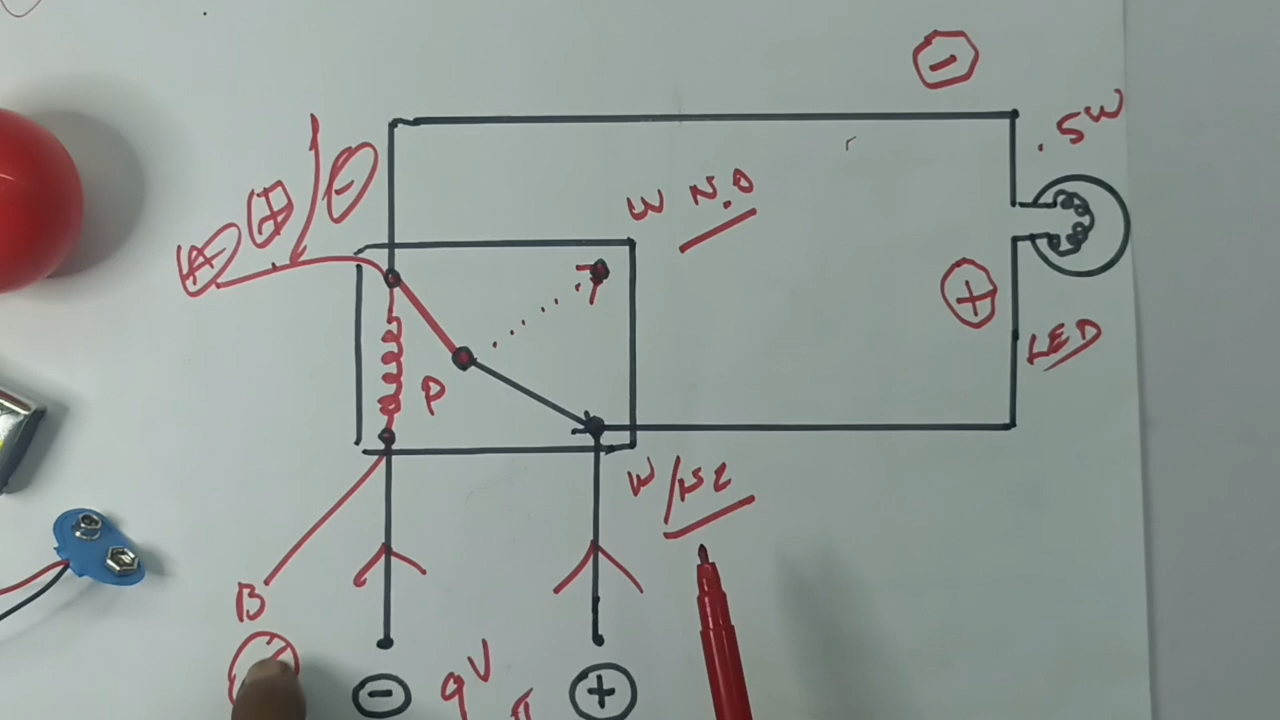 -
.5W
A + / -
W N.O
+
LED
P
W/NC
B
- 9V +